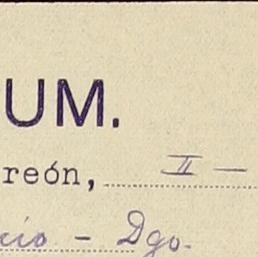 UM.
reón, II —
cio - Dgo.